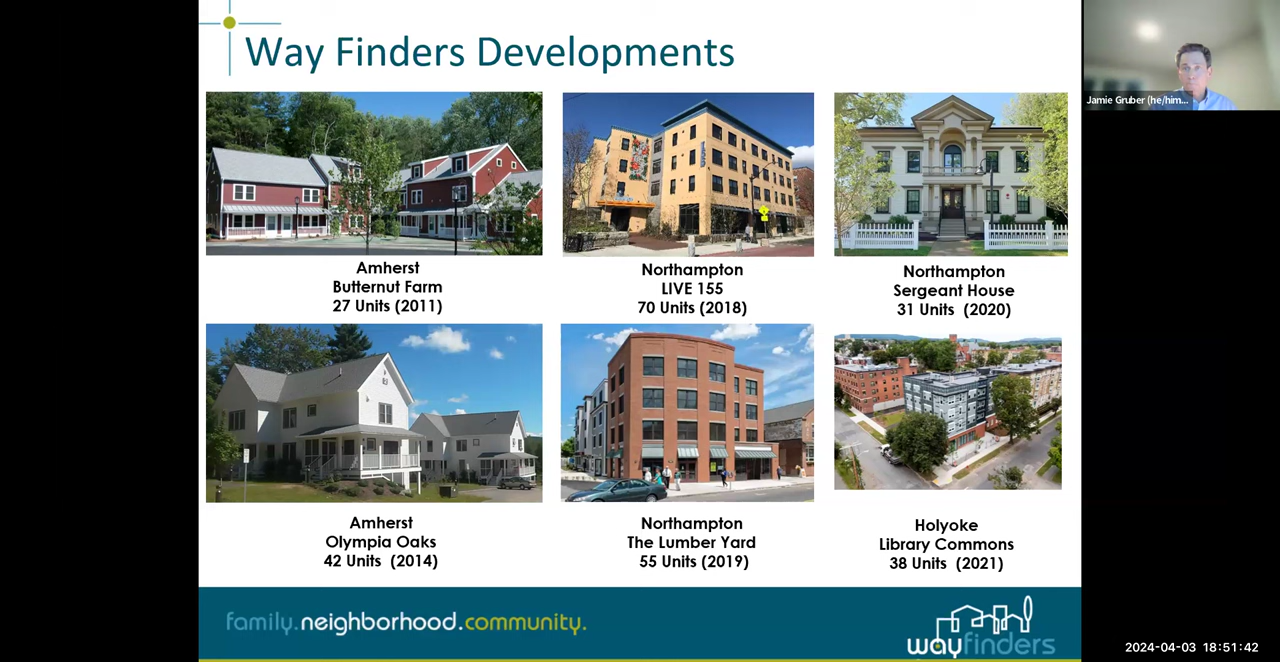 Way Finders Developments
Jamie Gruber (he/him...
Amherst
Butternut Farm
27 Units (2011)
Northampton
LIVE 155
70 Units (2018)
Northampton
Sergeant House
31 Units (2020)
Amherst
Olympia Oaks
42 Units (2014)
Northampton
The Lumber Yard
55 Units (2019)
Holyoke
Library Commons
38 Units (2021)
family.neighborhood.community.
wayfinders
2024-04-03 18:51:42